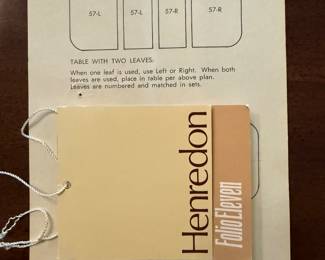 57-L 57-L 57-R 57-R
TABLE WITH TWO LEAVES:
When one leaf is used, use Left or Right. When both
leaves are used, place in table per above plan.
Leaves are numbered and matched in sets.
Henredon
Folio Eleven